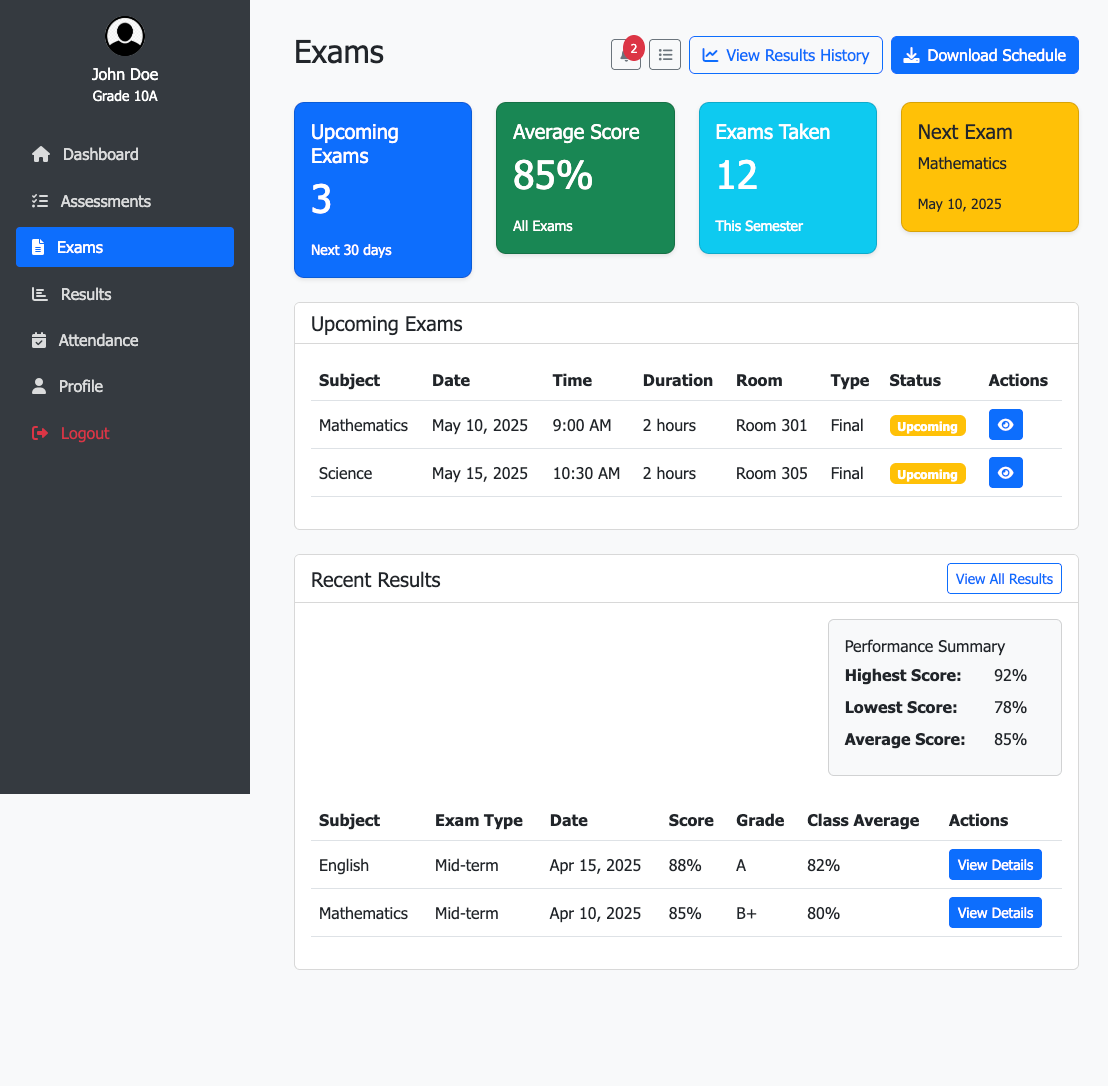 John Doe
Grade 10A
Dashboard
Assessments
Exams
Results
Attendance
Profile
Logout
Exams
2
View Results History
Download Schedule
Upcoming
Exams
3
Next 30 days
Average Score
85%
All Exams
Exams Taken
12
This Semester
Next Exam
Mathematics
May 10, 2025
Upcoming Exams
Subject Date Time Duration Room Type Status Actions
Mathematics May 10, 2025 9:00 AM 2 hours Room 301 Final Upcoming
Science May 15, 2025 10:30 AM 2 hours Room 305 Final Upcoming
Recent Results
View All Results
Performance Summary
Highest Score: 92%
Lowest Score: 78%
Average Score: 85%
Subject Exam Type Date Score Grade Class Average Actions
English Mid-term Apr 15, 2025 88% A 82% View Details
Mathematics Mid-term Apr 10, 2025 85% B+ 80% View Details